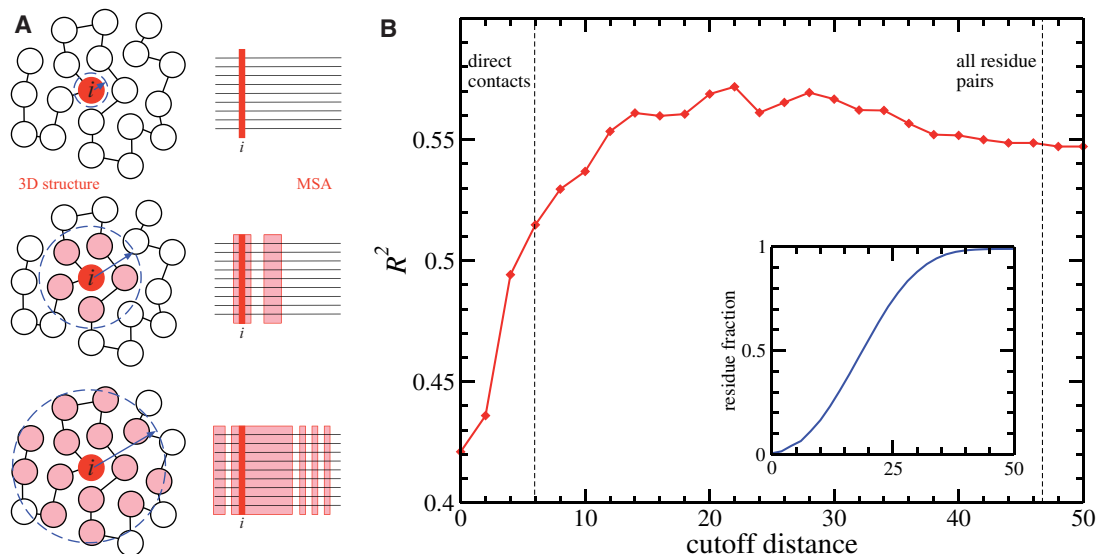 A
i
i
3D structure
MSA
i
i
i
i
B
direct
contacts
all residue
pairs
R²
0.55
0.5
0.45
0.4
0
10
20
30
40
50
cutoff distance
residue fraction
1
0.5
0
0
25
50